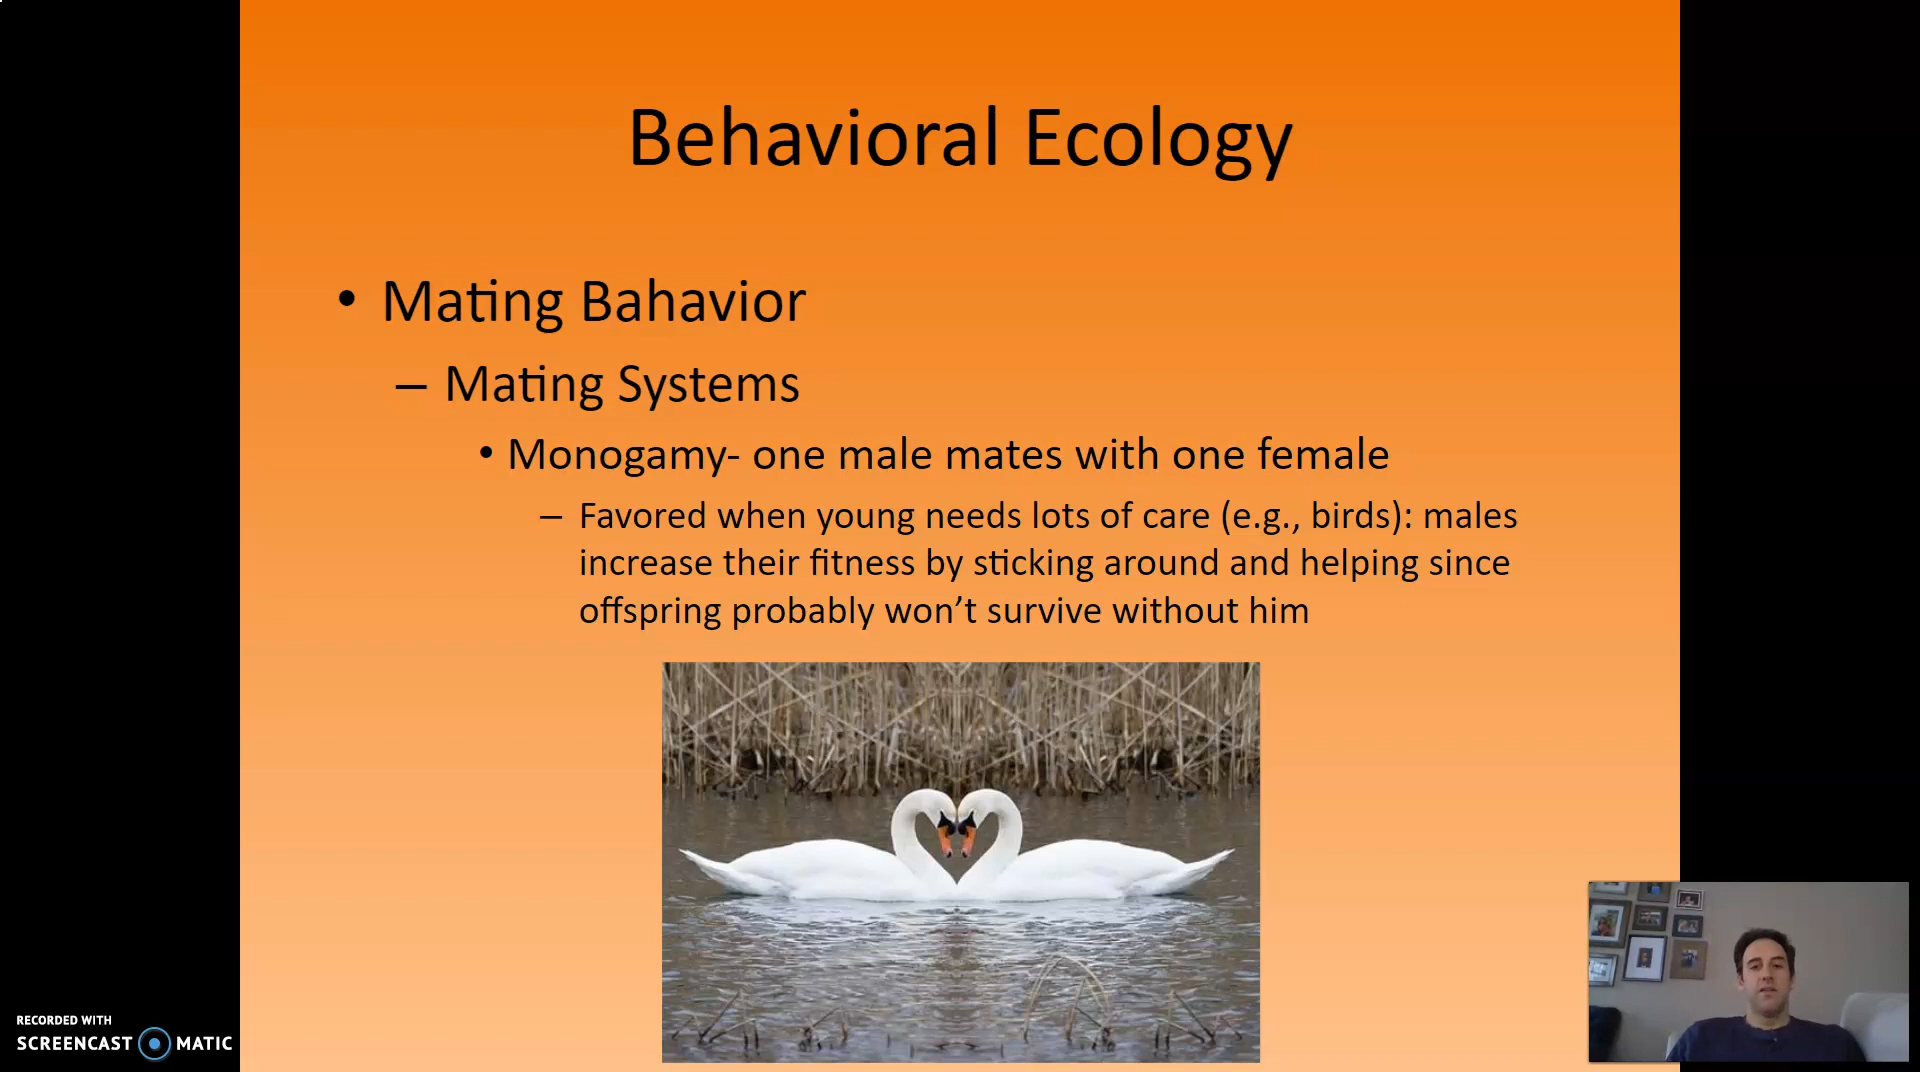 Behavioral Ecology
• Mating Bahavior
– Mating Systems
• Monogamy- one male mates with one female
– Favored when young needs lots of care (e.g., birds): males
increase their fitness by sticking around and helping since
offspring probably won't survive without him
RECORDED WITH
SCREENCAST MATIC